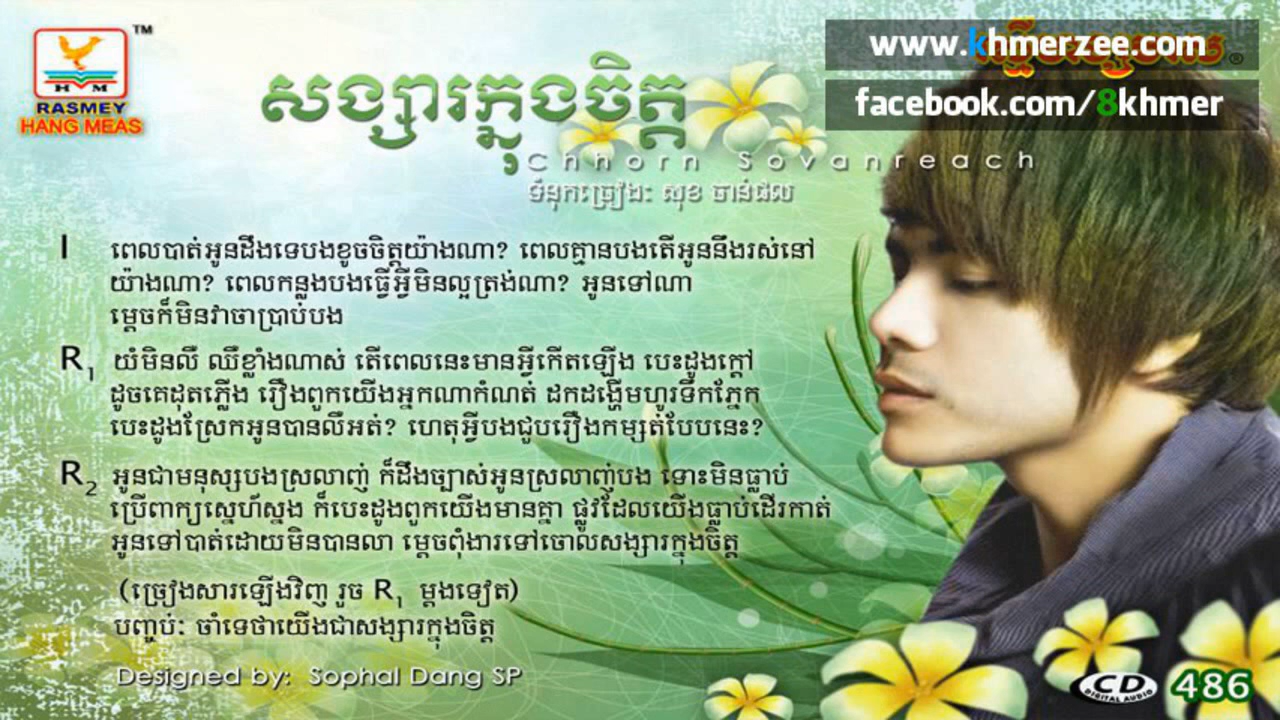 TM
HM
RASMEY
HANG MEAS
www.khmerzee.com
facebook.com/8khmer
សង្សារក្នុងចិត្ត
Chhorn Sovanreach
ទំនុកច្រៀង: សុខ ចាន់ផល
I ពេលបាត់អូនដឹងទេបងខូចចិត្តយ៉ាងណា? ពេលគ្មានបងតើអូននឹងរស់នៅ
យ៉ាងណា? ពេលកន្លងបងធ្វើអ្វីមិនល្អត្រង់ណា? អូនទៅណា
ម្ដេចក៏មិនវាចាប្រាប់បង
R1 យំមិនលឺ ឈឺខ្លាំងណាស់ តើពេលនេះមានអ្វីកើតឡើង បេះដូងក្ដៅ
ដូចគេដុតភ្លើង រឿងពួកយើងអ្នកណាកំណត់ ដកដង្ហើមហូរទឹកភ្នែក
បេះដូងស្រែកអូនបានលឺអត់? ហេតុអ្វីបងជួបរឿងកម្សត់បែបនេះ?
R2 អូនជាមនុស្សបងស្រលាញ់ ក៏ដឹងច្បាស់អូនស្រលាញ់បង ទោះមិនធ្លាប់
ប្រើពាក្យស្នេហ៍ស្នង ក៏បេះដូងពួកយើងមានគ្នា ផ្លូវដែលយើងធ្លាប់ដើរកាត់
អូនទៅបាត់ដោយមិនបានលា ម្ដេចពុំងារទៅចោលសង្សារក្នុងចិត្ត
(ច្រៀងសារឡើងវិញ រួច R1 ម្ដងទៀត)
បញ្ចប់: ចាំទេថាយើងជាសង្សារក្នុងចិត្ត
Designed by: Sophal Dang SP
CD
DIGITAL AUDIO
486